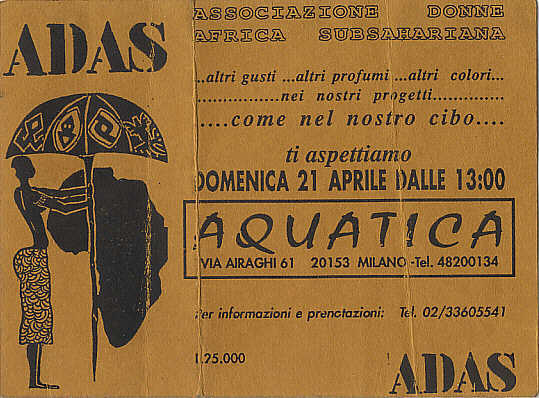 ADAS
ASSOCIAZIONE DONNE
AFRICA SUBSAHARIANA
...altri gusti ...altri profumi ...altri colori...
................nei nostri progetti.............
.....come nel nostro cibo....
ti aspettiamo
DOMENICA 21 APRILE DALLE 13:00
AQUATICA
VIA AIRAGHI 61 20153 MILANO -Tel. 48200134
Per informazioni e prenotazioni: Tel. 02/33605541
L.25.000
ADAS